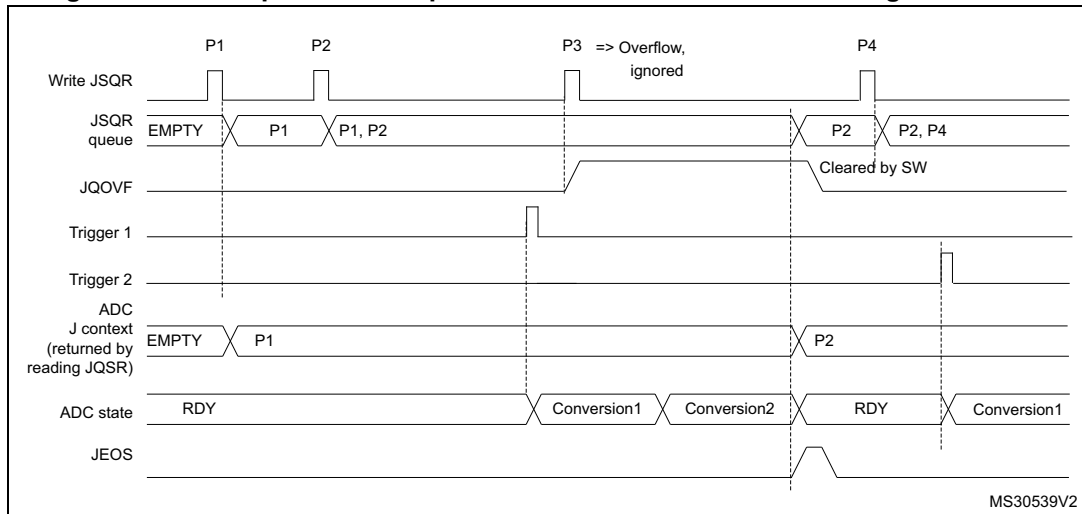 P1 P2 P3 => Overflow, P4
ignored
Write JSQR
JSQR
queue
EMPTY P1 P1, P2 P2 P2, P4
Cleared by SW
JQOVF
Trigger 1
Trigger 2
ADC
J context
(returned by
reading JQSR)
EMPTY P1 P2
ADC state RDY Conversion1 Conversion2 RDY Conversion1
JEOS
MS30539V2